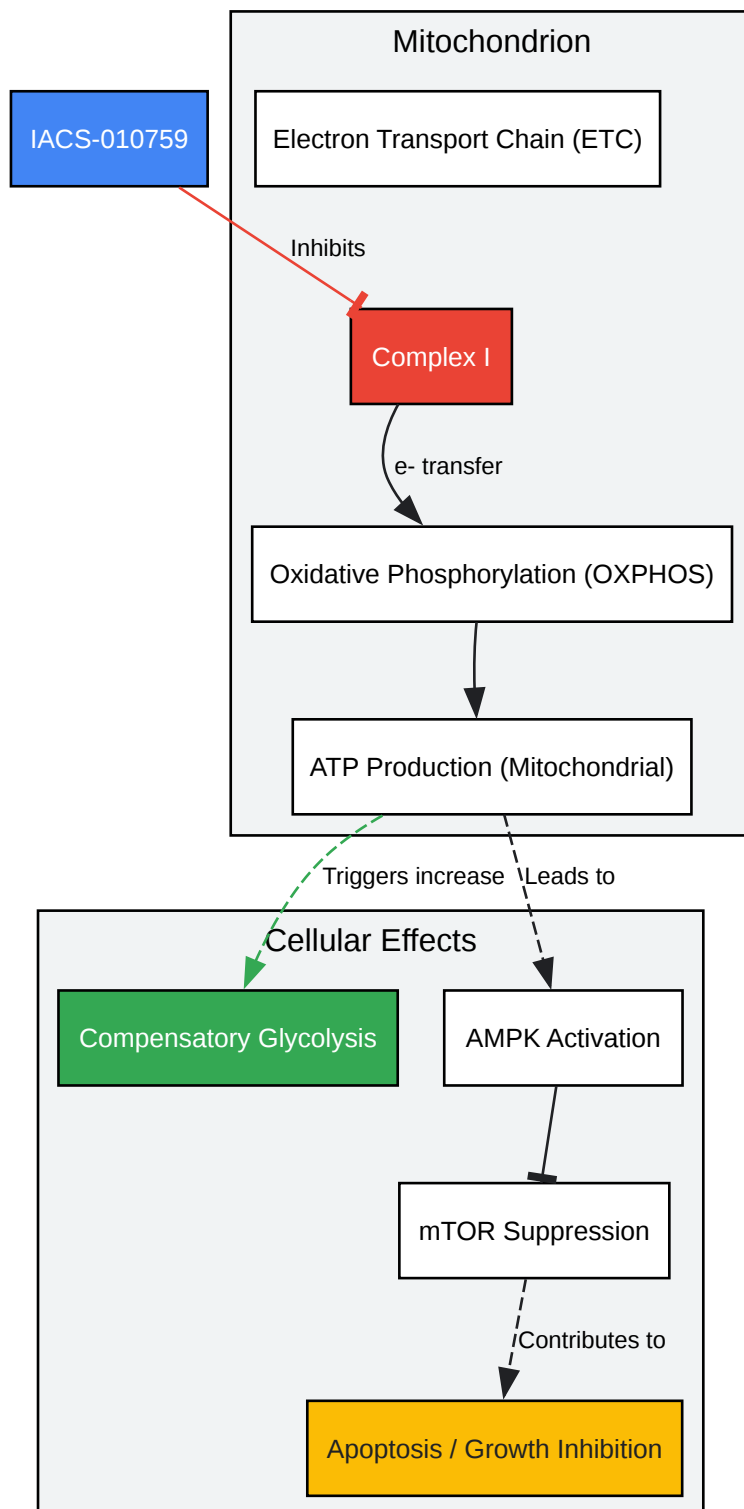 Mitochondrion
IACS-010759
Electron Transport Chain (ETC)
Inhibits
Complex I
e- transfer
Oxidative Phosphorylation (OXPHOS)
ATP Production (Mitochondrial)
Triggers increase
Leads to
Cellular Effects
Compensatory Glycolysis
AMPK Activation
mTOR Suppression
Contributes to
Apoptosis / Growth Inhibition